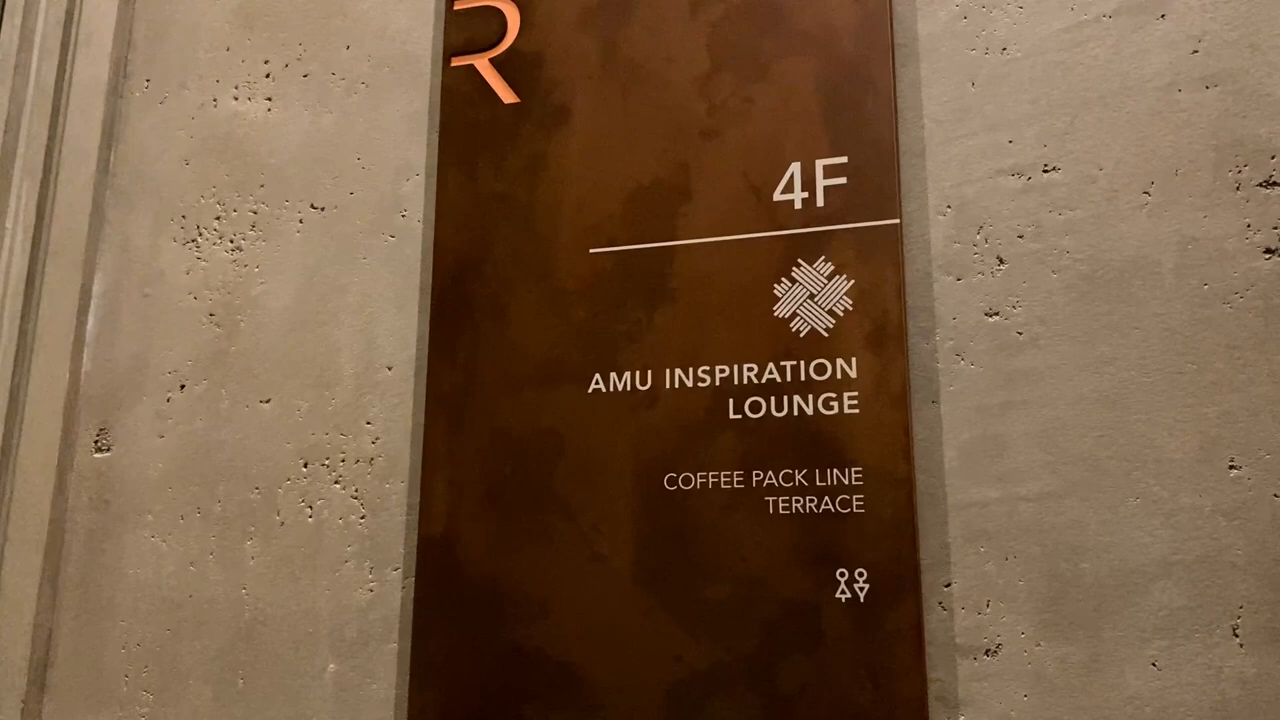 R
4F
AMU INSPIRATION
LOUNGE
COFFEE PACK LINE
TERRACE